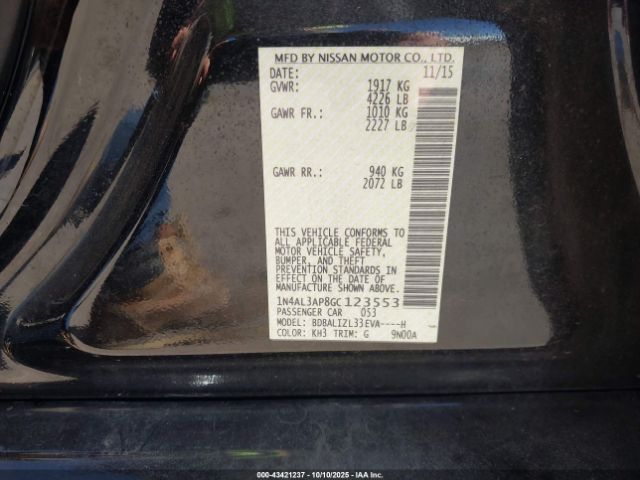 MFD BY NISSAN MOTOR CO., LTD.
DATE: 11/15
GVWR: 1917 KG
4226 LB
GAWR FR.: 1010 KG
2227 LB
GAWR RR.: 940 KG
2072 LB
THIS VEHICLE CONFORMS TO
ALL APPLICABLE FEDERAL
MOTOR VEHICLE SAFETY,
BUMPER, AND THEFT
PREVENTION STANDARDS IN
EFFECT ON THE DATE OF
MANUFACTURE SHOWN ABOVE.
1N4AL3AP8GC123553
PASSENGER CAR 053
MODEL: BDBALIZL33EVA----H
COLOR: KH3 TRIM: G 9N00A
000-43421237 - 10/10/2025 - IAA Inc.